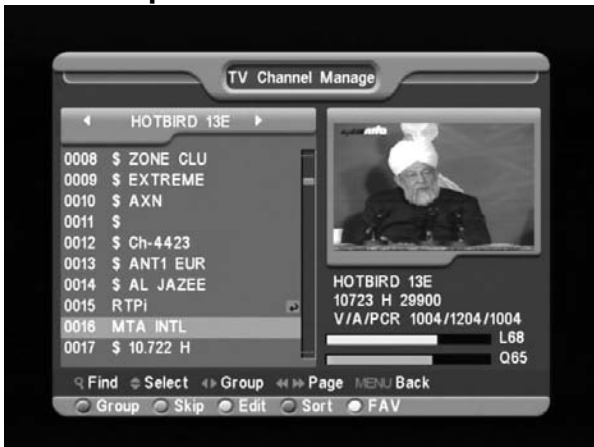 TV Channel Manage
HOTBIRD 13E
0008 $ ZONE CLU
0009 $ EXTREME
0010 $ AXN
0011 $
0012 $ Ch-4423
0013 $ ANT1 EUR
0014 $ AL JAZEE
0015 RTPi
0016 MTA INTL
0017 $ 10.722 H
mta
HOTBIRD 13E
10723 H 29900
V/A/PCR 1004/1204/1004
L68
Q65
Find Select Group Page MENU Back
Group Skip Edit Sort FAV